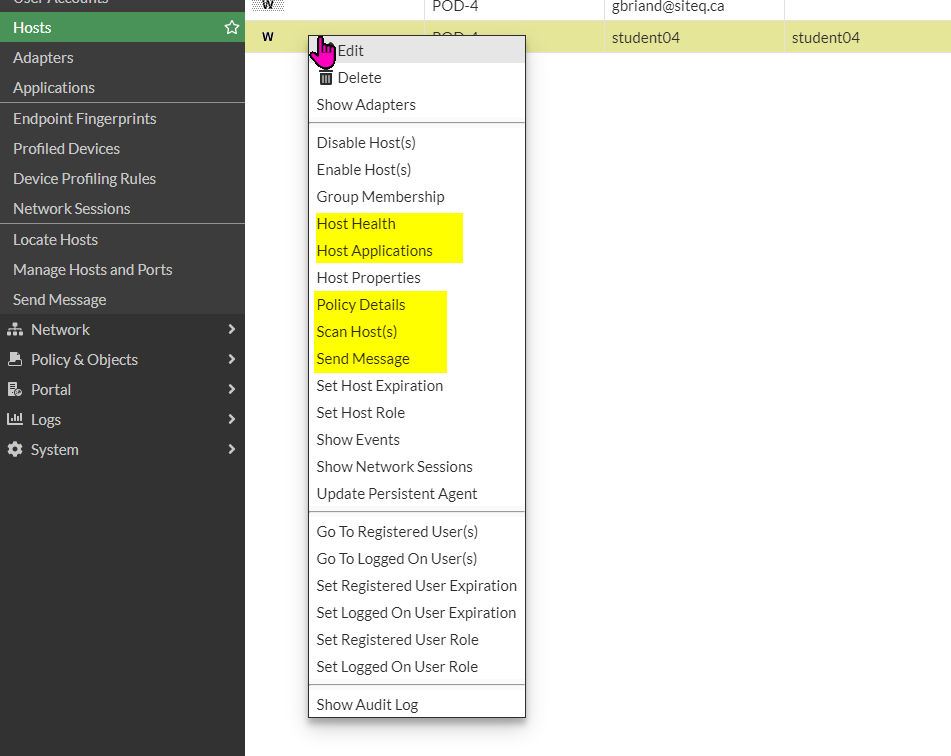 User Accounts
Hosts
Adapters
Applications
Endpoint Fingerprints
Profiled Devices
Device Profiling Rules
Network Sessions
Locate Hosts
Manage Hosts and Ports
Send Message
Network
Policy & Objects
Portal
Logs
System
W POD-4 gbriand@siteq.ca
W POD-4 student04 student04
Edit
Delete
Show Adapters
Disable Host(s)
Enable Host(s)
Group Membership
Host Health
Host Applications
Host Properties
Policy Details
Scan Host(s)
Send Message
Set Host Expiration
Set Host Role
Show Events
Show Network Sessions
Update Persistent Agent
Go To Registered User(s)
Go To Logged On User(s)
Set Registered User Expiration
Set Logged On User Expiration
Set Registered User Role
Set Logged On User Role
Show Audit Log